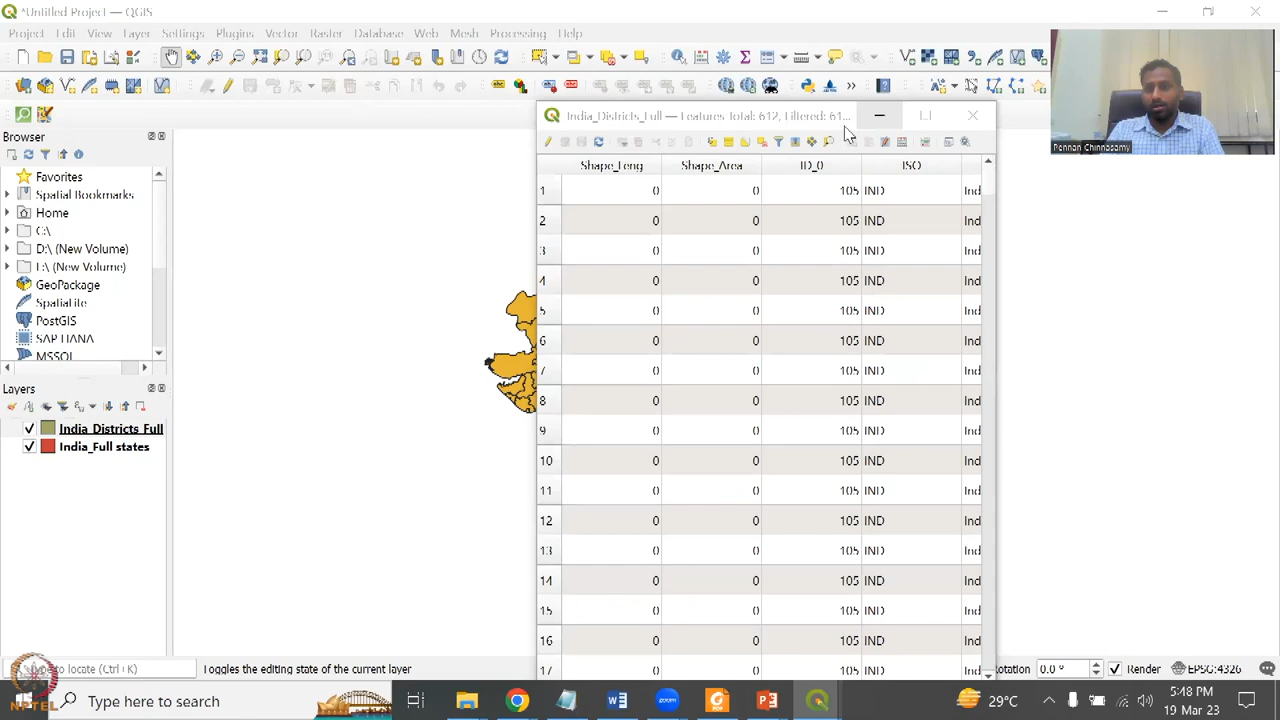 *Untitled Project — QGIS
Project Edit View Layer Settings Plugins Vector Raster Database Web Mesh Processing Help
Pennan Chinnasamy
Browser
Favorites
Spatial Bookmarks
Home
C:\
D:\ (New Volume)
E:\ (New Volume)
GeoPackage
SpatiaLite
PostGIS
SAP HANA
MSSQL
Layers
India_Districts_Full
India_Full states
India_Districts_Full — Features Total: 612, Filtered: 61...
Shape_Leng Shape_Area ID_0 ISO
1 0 0 105 IND Ind
2 0 0 105 IND Ind
3 0 0 105 IND Ind
4 0 0 105 IND Ind
5 0 0 105 IND Ind
6 0 0 105 IND Ind
7 0 0 105 IND Ind
8 0 0 105 IND Ind
9 0 0 105 IND Ind
10 0 0 105 IND Ind
11 0 0 105 IND Ind
12 0 0 105 IND Ind
13 0 0 105 IND Ind
14 0 0 105 IND Ind
15 0 0 105 IND Ind
16 0 0 105 IND Ind
17 0 0 105 IND Ind
to locate (Ctrl+K) Toggles the editing state of the current layer otation 0.0 ° Render EPSG:4326
NPTEL
Type here to search
29°C
5:48 PM
19 Mar 23